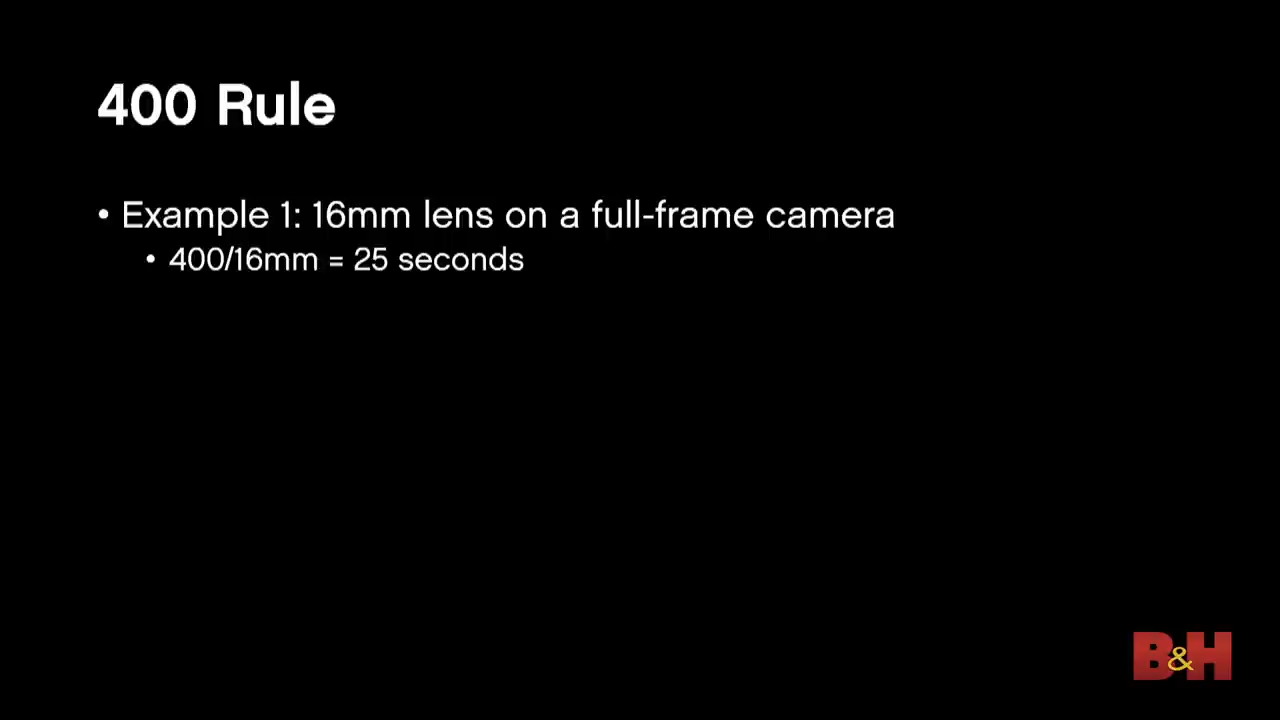 400 Rule
• Example 1: 16mm lens on a full-frame camera
• 400/16mm = 25 seconds
B&H